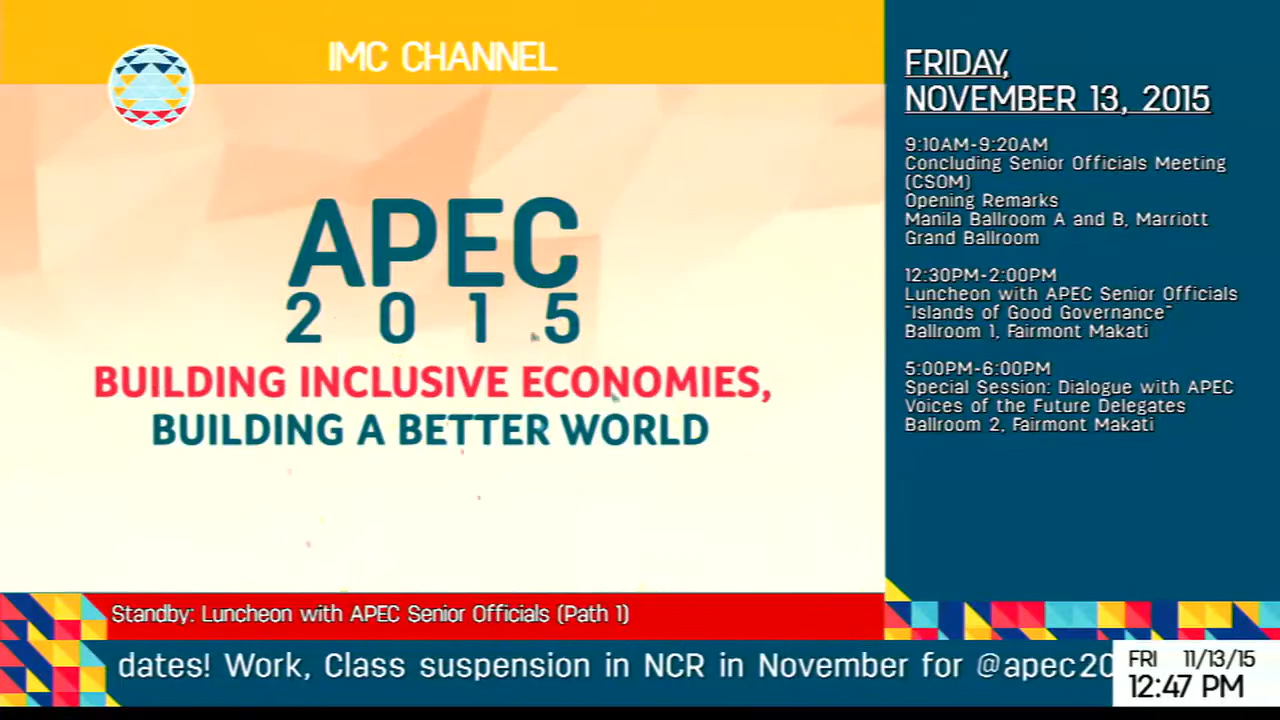 IMC CHANNEL
APEC
2015
BUILDING INCLUSIVE ECONOMIES,
BUILDING A BETTER WORLD
FRIDAY,
NOVEMBER 13, 2015
9:10AM-9:20AM
Concluding Senior Officials Meeting
(CSOM)
Opening Remarks
Manila Ballroom A and B, Marriott
Grand Ballroom
12:30PM-2:00PM
Luncheon with APEC Senior Officials
"Islands of Good Governance"
Ballroom 1, Fairmont Makati
5:00PM-6:00PM
Special Session: Dialogue with APEC
Voices of the Future Delegates
Ballroom 2, Fairmont Makati
Standby: Luncheon with APEC Senior Officials (Path 1)
dates! Work, Class suspension in NCR in November for @apec20
FRI 11/13/15
12:47 PM